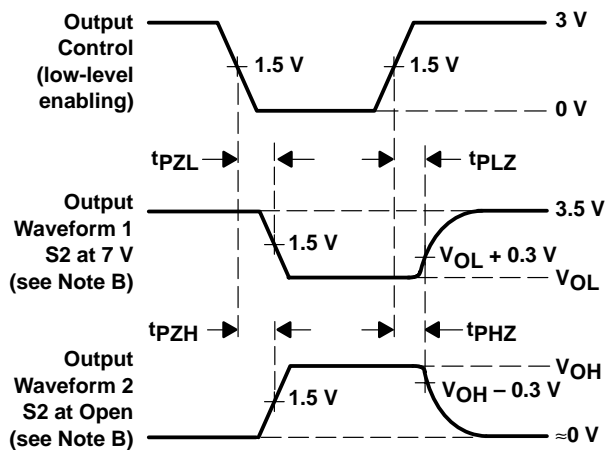 Output
Control
(low-level
enabling)
1.5 V
1.5 V
3 V
0 V
tPZL
tPLZ
Output
Waveform 1
S2 at 7 V
(see Note B)
1.5 V
3.5 V
VOL + 0.3 V
VOL
tPZH
tPHZ
Output
Waveform 2
S2 at Open
(see Note B)
1.5 V
VOH
VOH – 0.3 V
≈0 V